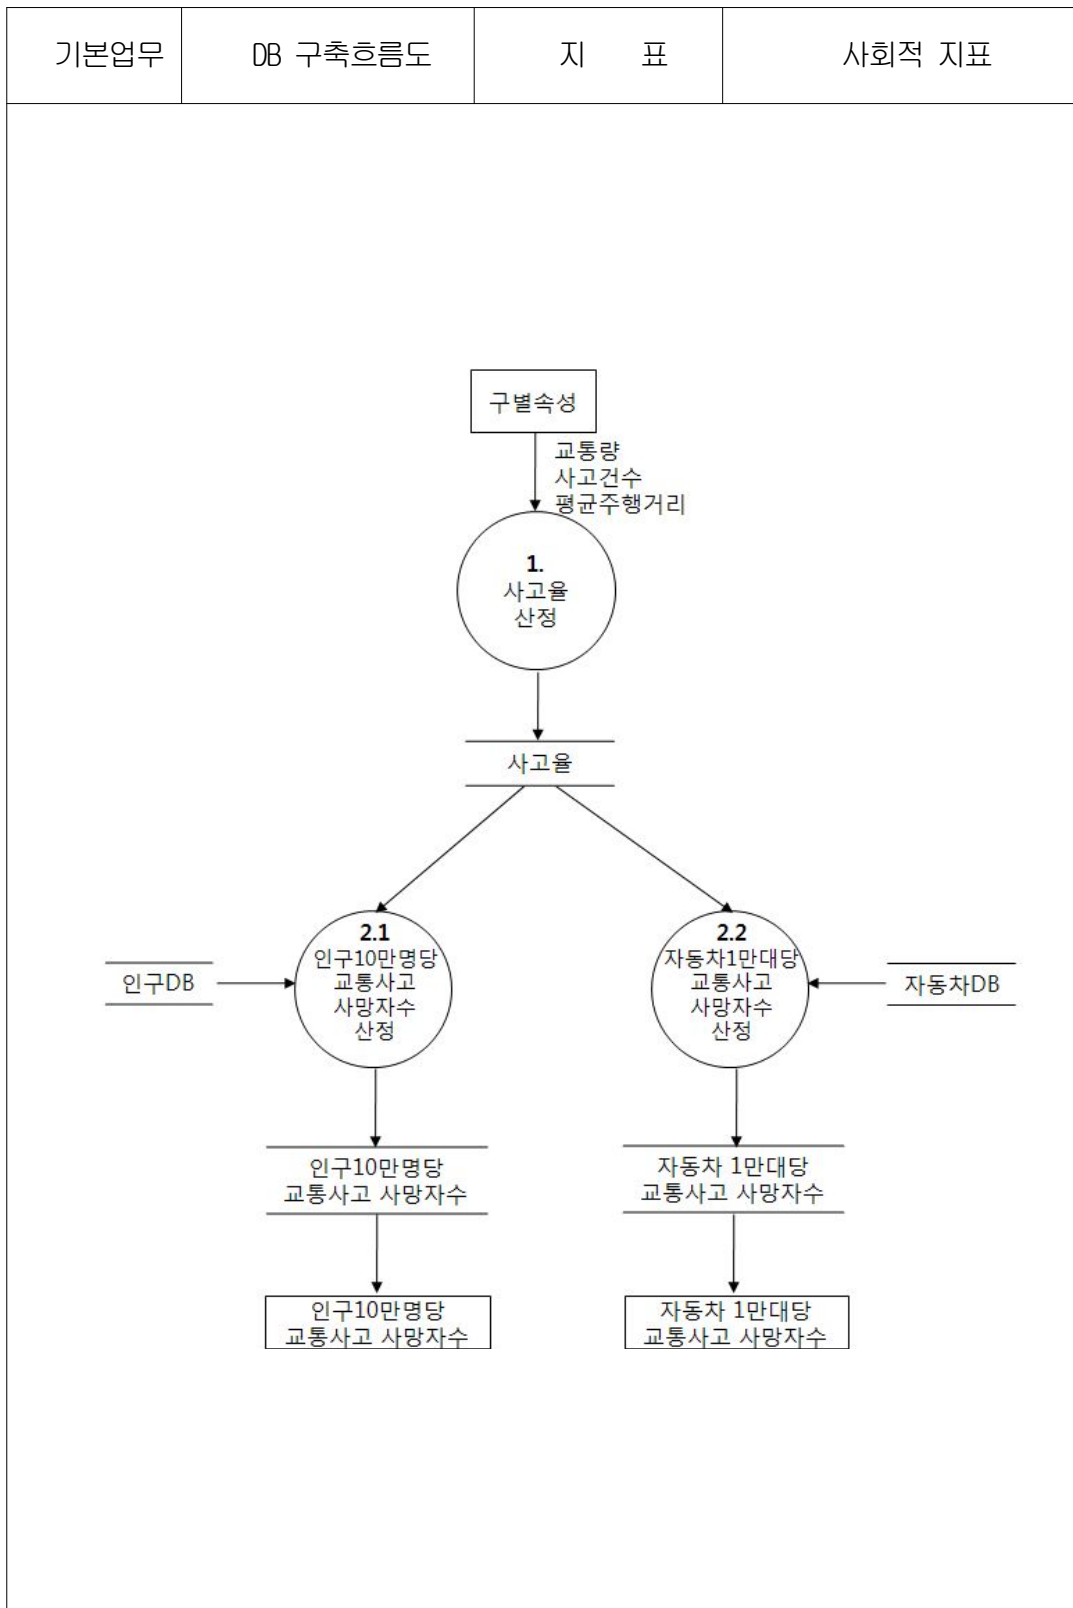 기본업무 DB 구축흐름도 지 표 사회적 지표
구별속성
교통량
사고건수
평균주행거리
1.
사고율
산정
사고율
2.1
인구10만명당
교통사고
사망자수
산정
2.2
자동차1만대당
교통사고
사망자수
산정
인구DB
자동차DB
인구10만명당
교통사고 사망자수
자동차 1만대당
교통사고 사망자수
인구10만명당
교통사고 사망자수
자동차 1만대당
교통사고 사망자수